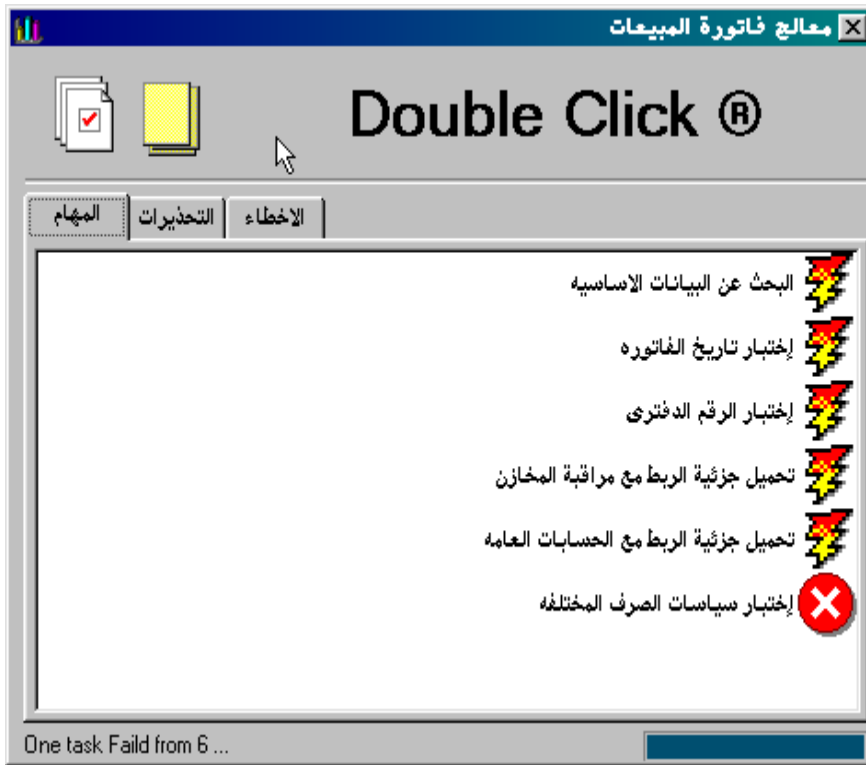 معالج فاتورة المبيعات
Double Click ®
المهام
التحذيرات
الاخطاء
البحث عن البيانات الاساسيه
إختبار تاريخ الفاتوره
إختبار الرقم الدفترى
تحميل جزئية الربط مع مراقبة المخازن
تحميل جزئية الربط مع الحسابات العامه
إختبار سياسات الصرف المختلفه
One task Faild from 6 ...